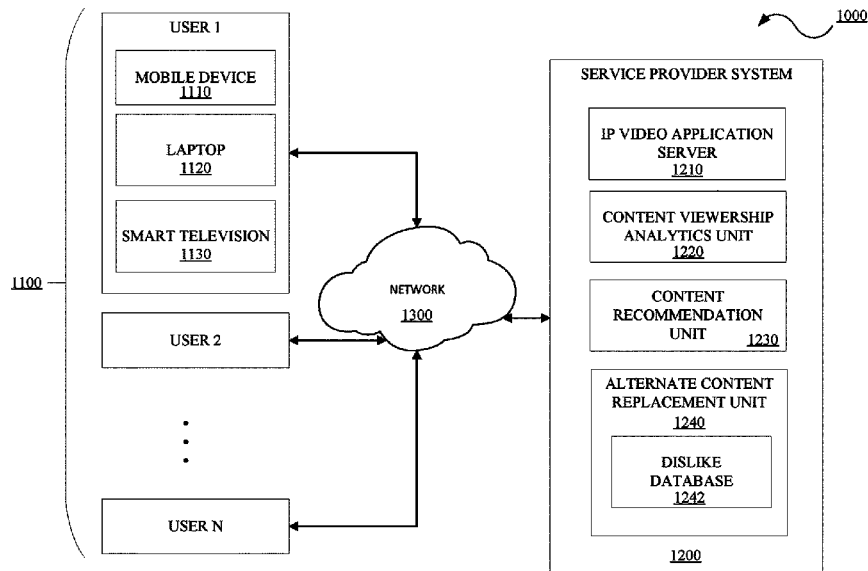 1000
USER 1
MOBILE DEVICE
1110
LAPTOP
1120
SMART TELEVISION
1130
1100
USER 2
USER N
NETWORK
1300
SERVICE PROVIDER SYSTEM
IP VIDEO APPLICATION
SERVER
1210
CONTENT VIEWERSHIP
ANALYTICS UNIT
1220
CONTENT
RECOMMENDATION
UNIT
1230
ALTERNATE CONTENT
REPLACEMENT UNIT
1240
DISLIKE
DATABASE
1242
1200